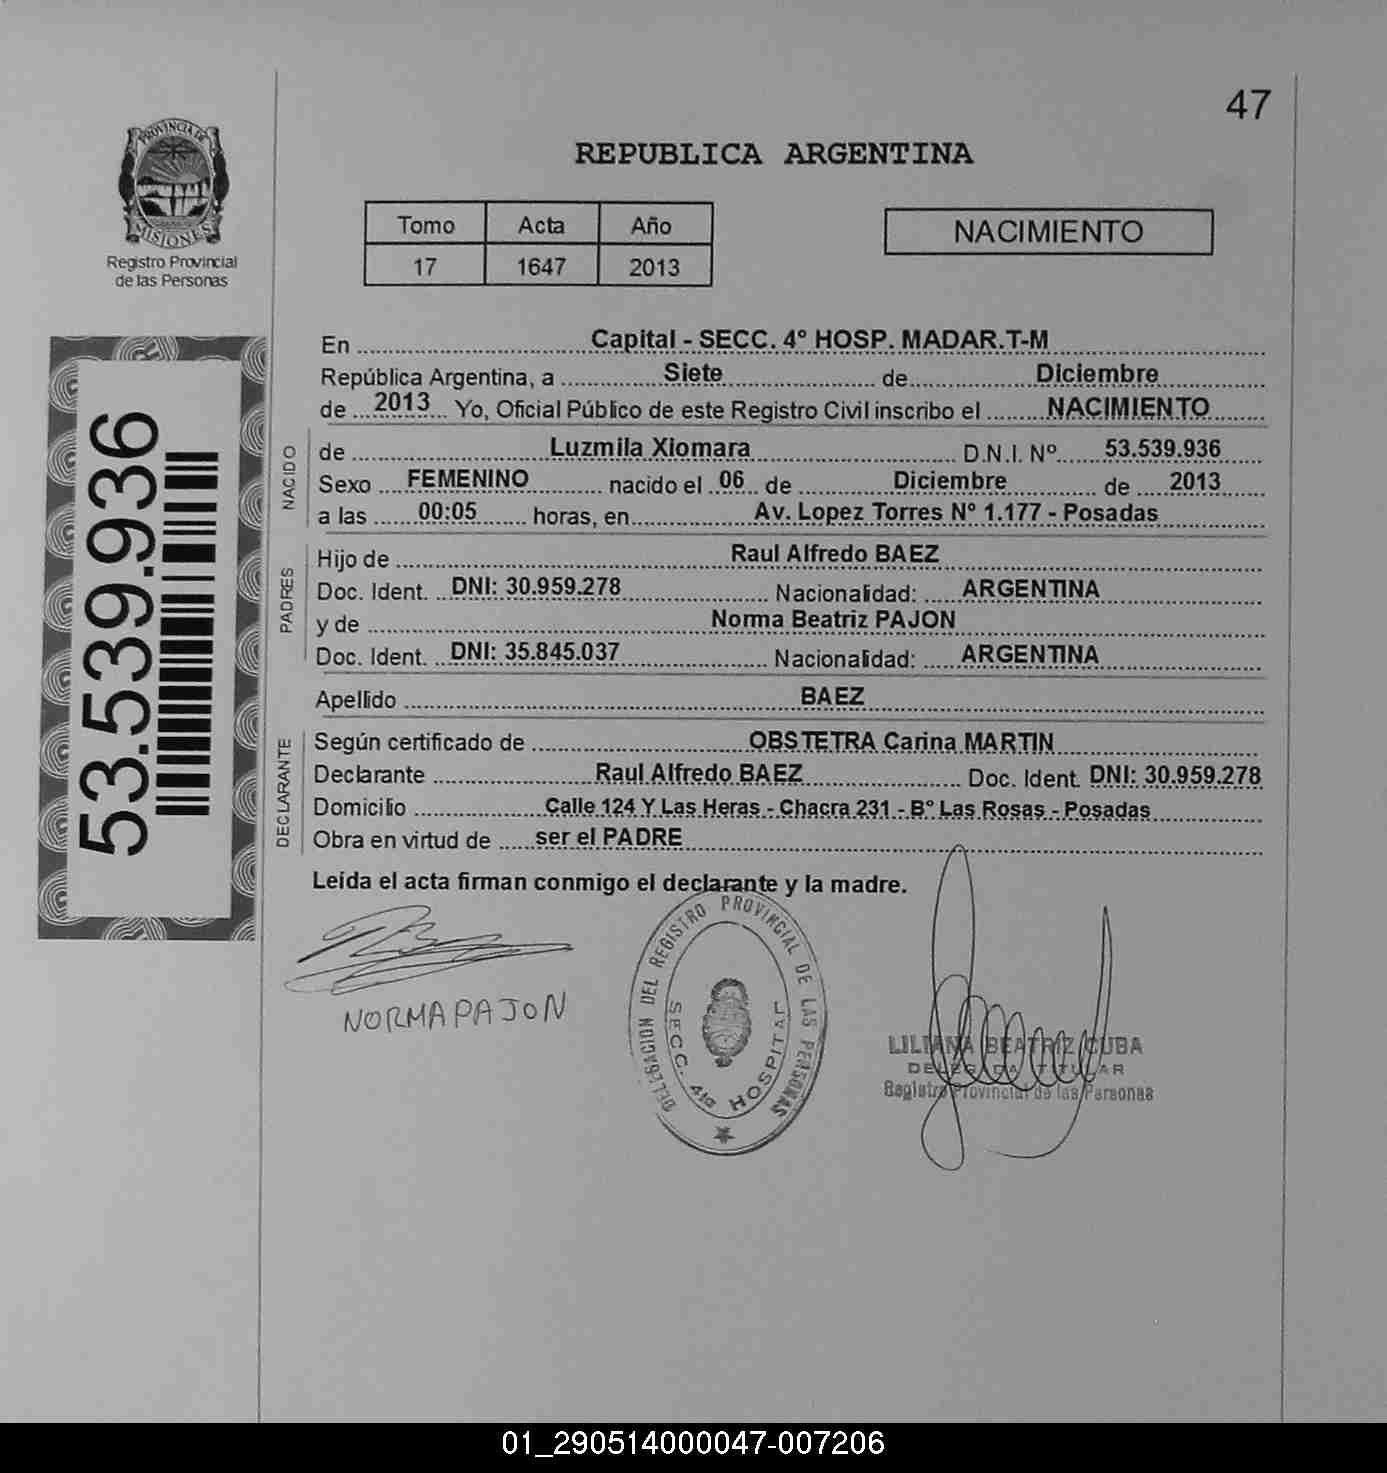 47
PROVINCIA DE
MISIONES
Registro Provincial
de las Personas
REPUBLICA ARGENTINA
Tomo Acta Año
17 1647 2013
NACIMIENTO
53.539.936
En Capital - SECC. 4° HOSP. MADAR.T-M
República Argentina, a Siete de Diciembre
de 2013 Yo, Oficial Público de este Registro Civil inscribo el NACIMIENTO
NACIDO
de Luzmila Xiomara D.N.I. Nº 53.539.936
Sexo FEMENINO nacido el 06 de Diciembre de 2013
a las 00:05 horas, en Av. Lopez Torres N° 1.177 - Posadas
PADRES
Hijo de Raul Alfredo BAEZ
Doc. Ident. DNI: 30.959.278 Nacionalidad: ARGENTINA
y de Norma Beatriz PAJON
Doc. Ident. DNI: 35.845.037 Nacionalidad: ARGENTINA
Apellido BAEZ
DECLARANTE
Según certificado de OBSTETRA Carina MARTIN
Declarante Raul Alfredo BAEZ Doc. Ident. DNI: 30.959.278
Domicilio Calle 124 Y Las Heras - Chacra 231 - B° Las Rosas - Posadas
Obra en virtud de ser el PADRE
Leída el acta firman conmigo el declarante y la madre.
NORMA PAJON
DELEGACION DEL REGISTRO PROVINCIAL DE LAS PERSONAS
SECC. 4ta HOSPITAL
LILIANA BEATRIZ CUBA
DELEGADA TITULAR
Registro Provincial de las Personas
01_290514000047-007206